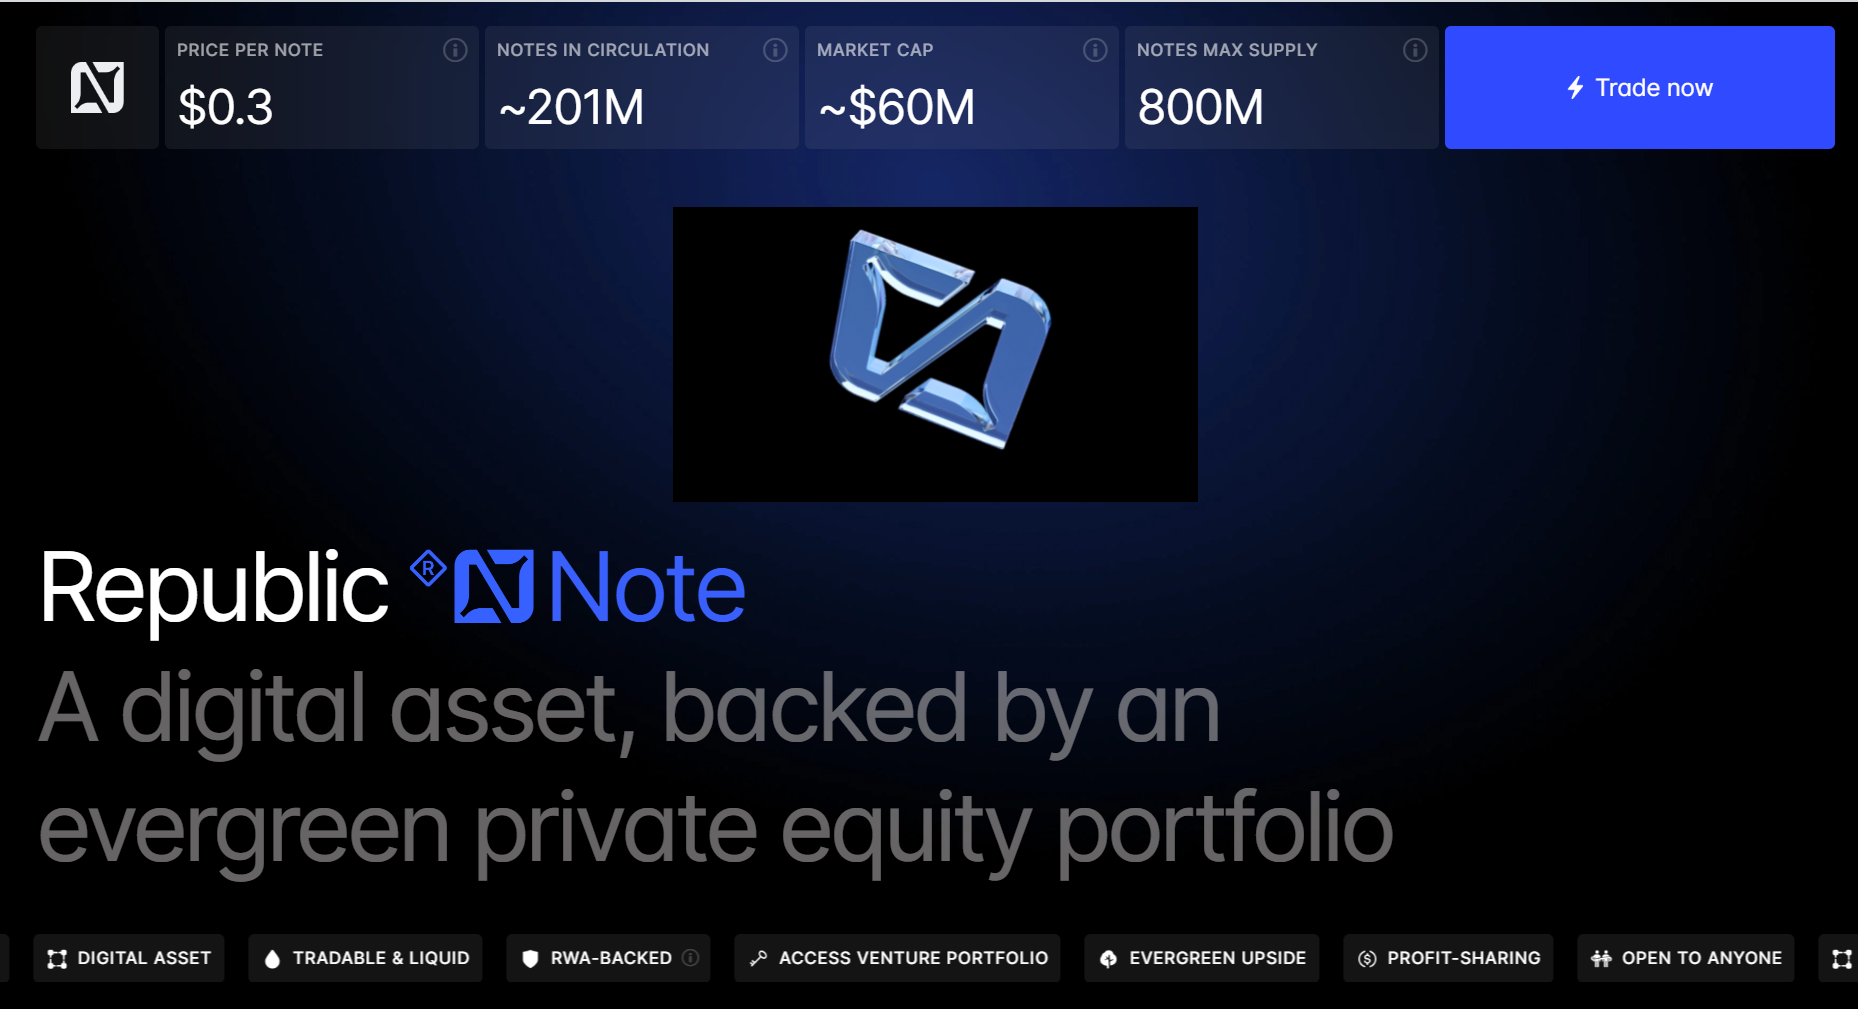 PRICE PER NOTE
$0.3
NOTES IN CIRCULATION
~201M
MARKET CAP
~$60M
NOTES MAX SUPPLY
800M
Trade now
Republic R Note
A digital asset, backed by an
evergreen private equity portfolio
DIGITAL ASSET
TRADABLE & LIQUID
RWA-BACKED
ACCESS VENTURE PORTFOLIO
EVERGREEN UPSIDE
PROFIT-SHARING
OPEN TO ANYONE